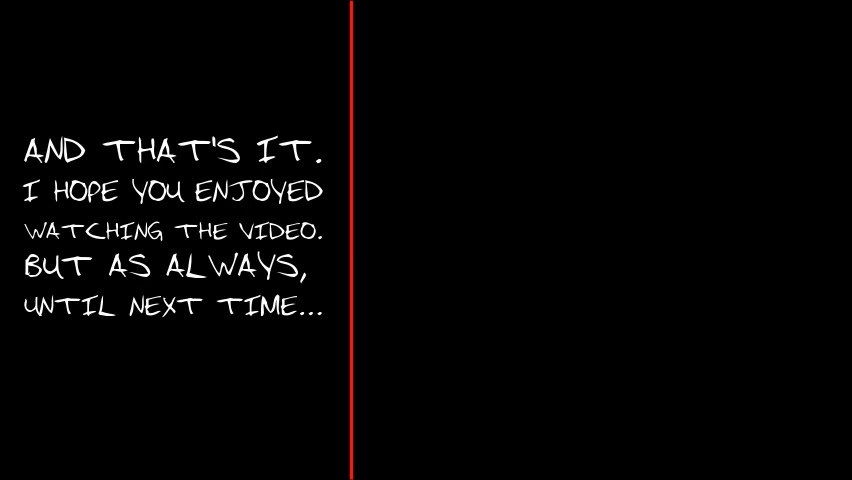 AND THAT'S IT.
I HOPE YOU ENJOYED
WATCHING THE VIDEO.
BUT AS ALWAYS,
UNTIL NEXT TIME...